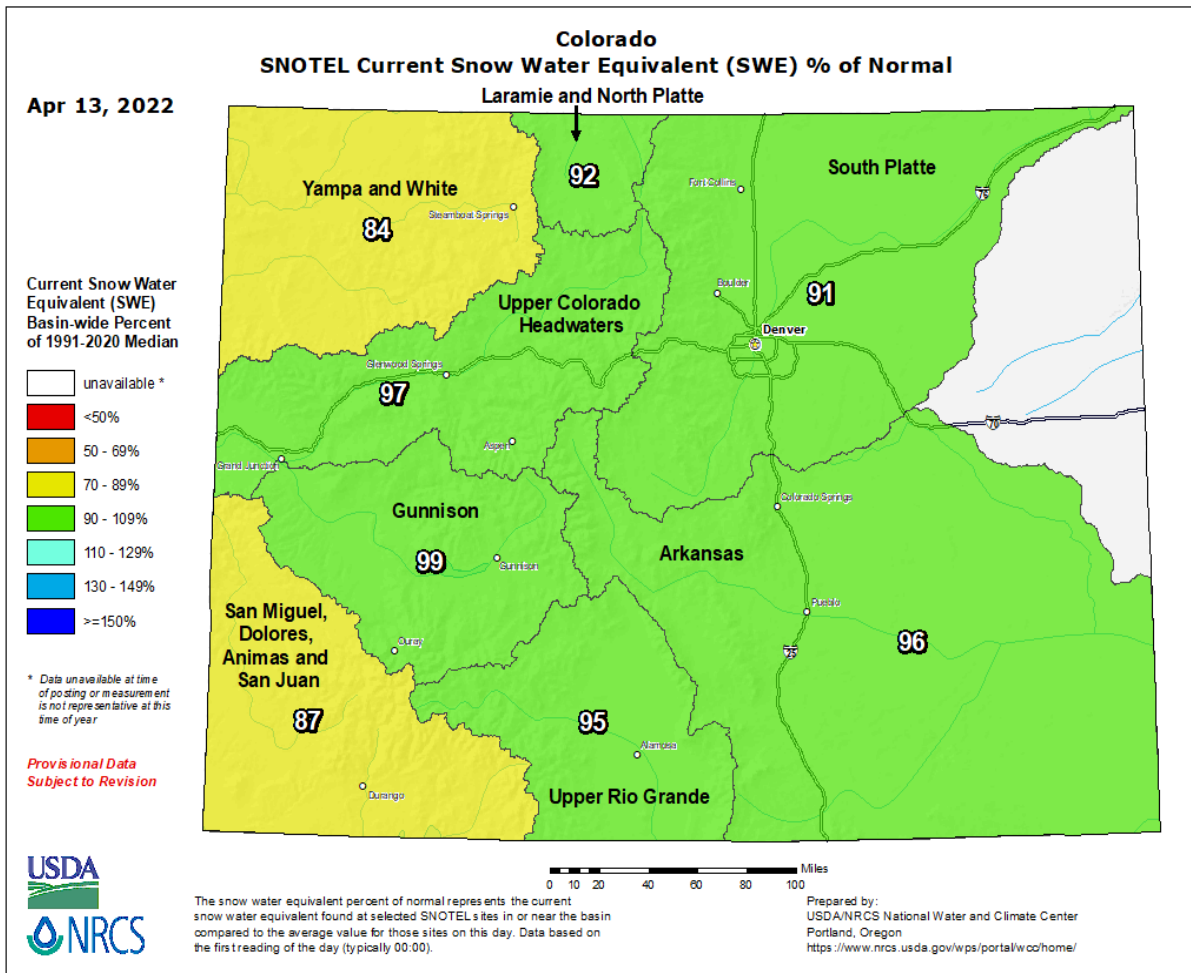 Colorado
SNOTEL Current Snow Water Equivalent (SWE) % of Normal
Apr 13, 2022
Laramie and North Platte
92
South Platte
Fort Collins
76
Yampa and White
Steamboat Springs
84
Current Snow Water
Equivalent (SWE)
Basin-wide Percent
of 1991-2020 Median
unavailable *
<50%
50 - 69%
70 - 89%
90 - 109%
110 - 129%
130 - 149%
>=150%
* Data unavailable at time
of posting or measurement
is not representative at this
time of year
Provisional Data
Subject to Revision
Upper Colorado
Headwaters
Boulder
91
Denver
Glenwood Springs
97
70
Aspen
Grand Junction
Colorado Springs
Gunnison
99
Gunnison
Arkansas
Pueblo
96
25
San Miguel,
Dolores,
Animas and
San Juan
87
Ouray
95
Alamosa
Durango
Upper Rio Grande
Miles
0 10 20 40 60 80 100
USDA
NRCS
The snow water equivalent percent of normal represents the current
snow water equivalent found at selected SNOTEL sites in or near the basin
compared to the average value for those sites on this day. Data based on
the first reading of the day (typically 00:00).
Prepared by:
USDA/NRCS National Water and Climate Center
Portland, Oregon
https://www.nrcs.usda.gov/wps/portal/wcc/home/